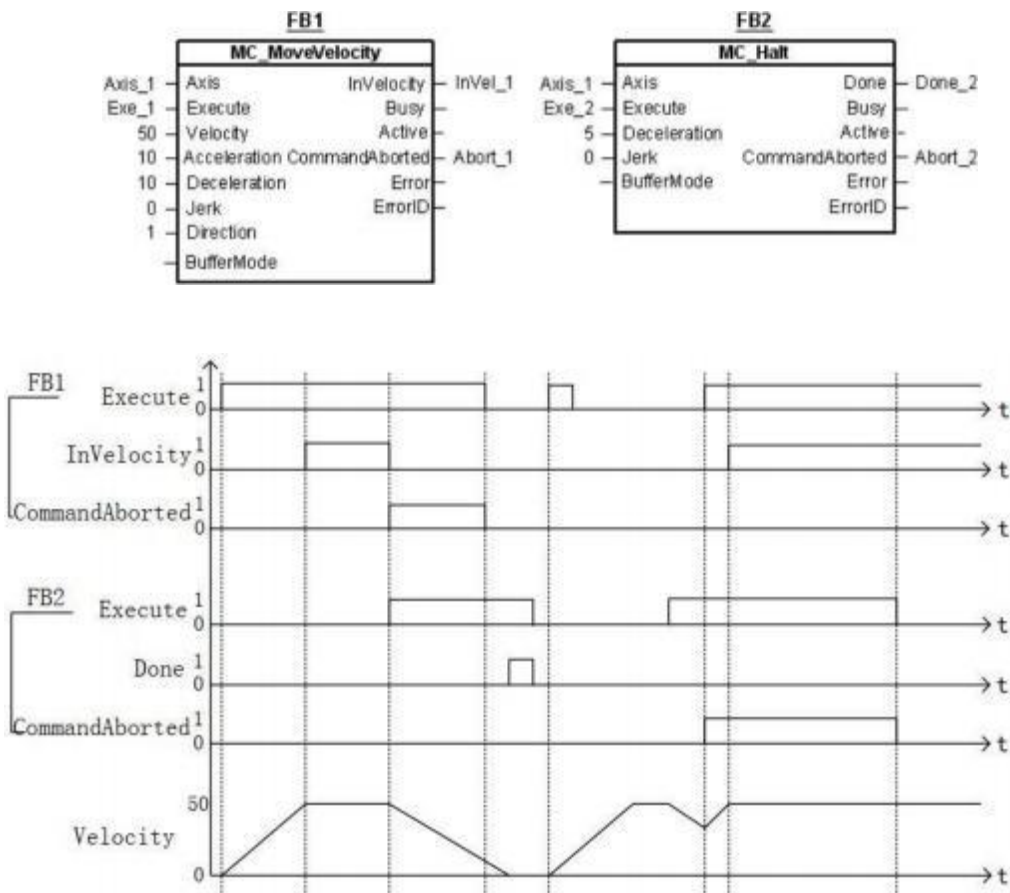 FB1
MC_MoveVelocity
Axis_1 Axis InVelocity InVel_1
Exe_1 Execute Busy
50 Velocity Active
10 Acceleration CommandAborted Abort_1
10 Deceleration Error
0 Jerk ErrorID
1 Direction
BufferMode
FB2
MC_Halt
Axis_1 Axis Done Done_2
Exe_2 Execute Busy
5 Deceleration Active
0 Jerk CommandAborted Abort_2
BufferMode Error
ErrorID
FB1
Execute 1
0 t
InVelocity 1
0 t
CommandAborted 1
0 t
FB2
Execute 1
0 t
Done 1
0 t
CommandAborted 1
0 t
50
Velocity
0 t